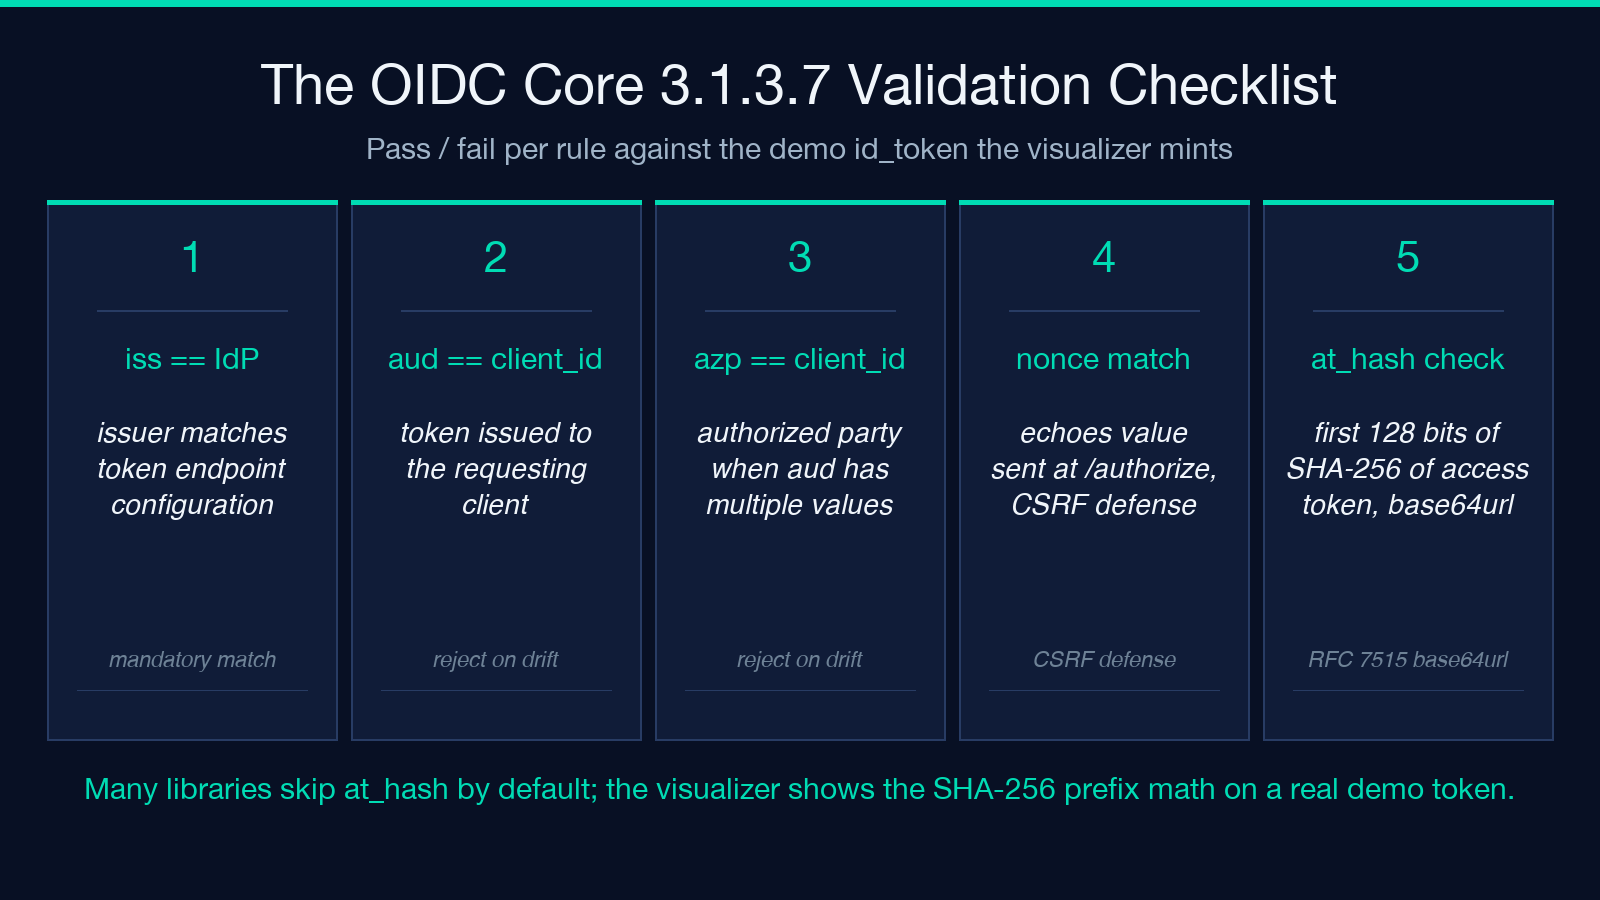 The OIDC Core 3.1.3.7 Validation Checklist
Pass / fail per rule against the demo id_token the visualizer mints
1
iss == IdP
issuer matches
token endpoint
configuration
mandatory match
2
aud == client_id
token issued to
the requesting
client
reject on drift
3
azp == client_id
authorized party
when aud has
multiple values
reject on drift
4
nonce match
echoes value
sent at /authorize,
CSRF defense
CSRF defense
5
at_hash check
first 128 bits of
SHA-256 of access
token, base64url
RFC 7515 base64url
Many libraries skip at_hash by default; the visualizer shows the SHA-256 prefix math on a real demo token.